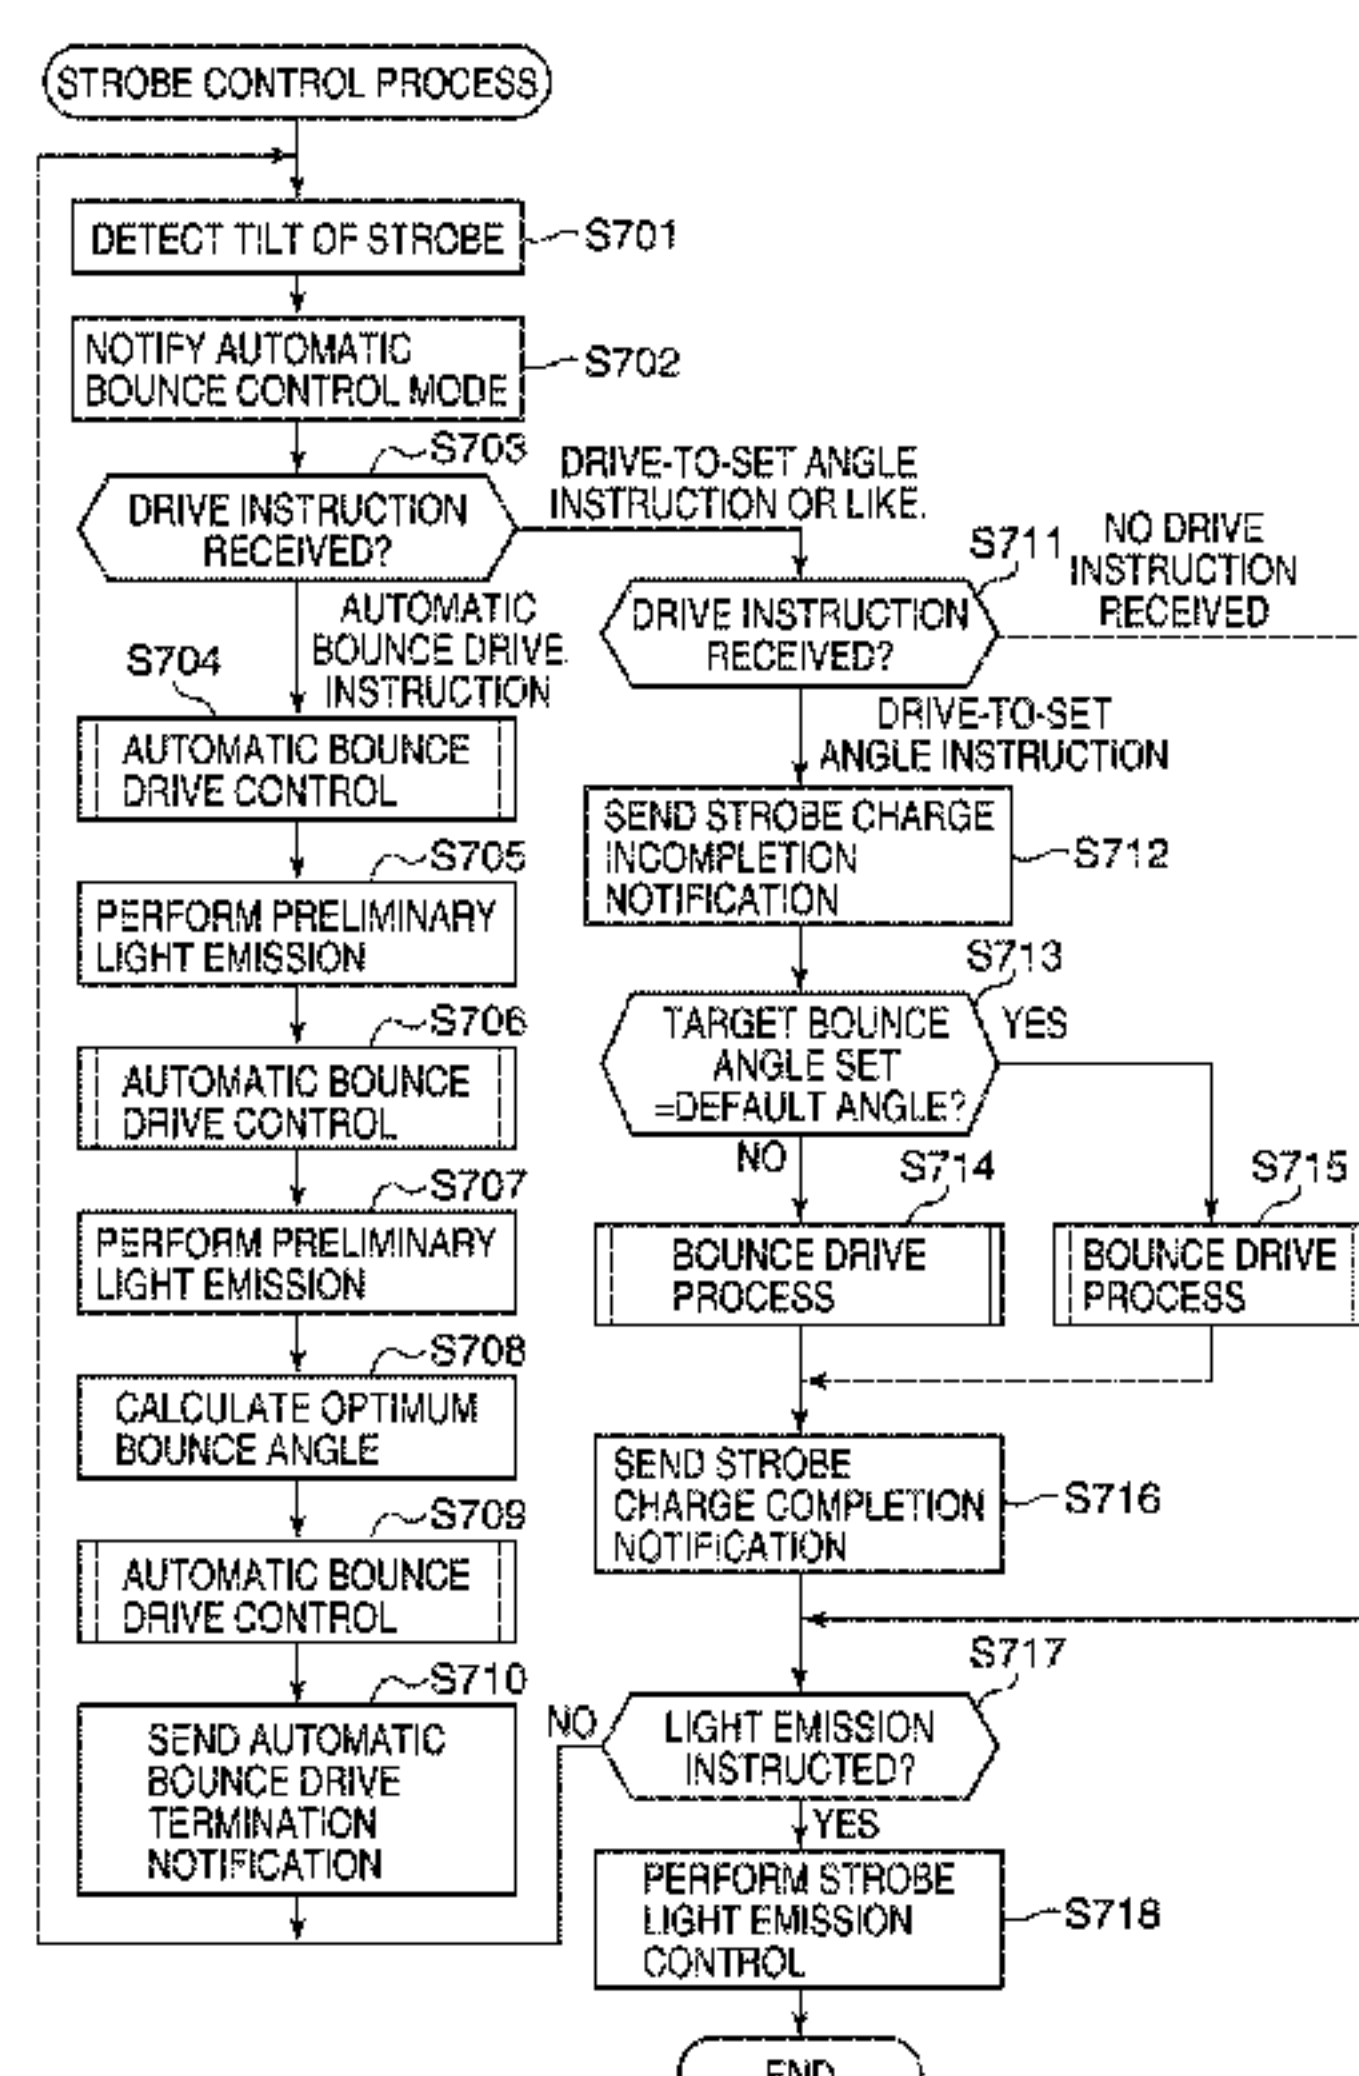 STROBE CONTROL PROCESS
DETECT TILT OF STROBE
S701
NOTIFY AUTOMATIC
BOUNCE CONTROL MODE
S702
S703
DRIVE INSTRUCTION
RECEIVED?
DRIVE-TO-SET ANGLE
INSTRUCTION OR LIKE.
AUTOMATIC
BOUNCE DRIVE
INSTRUCTION
S704
AUTOMATIC BOUNCE
DRIVE CONTROL
S705
PERFORM PRELIMINARY
LIGHT EMISSION
S706
AUTOMATIC BOUNCE
DRIVE CONTROL
S707
PERFORM PRELIMINARY
LIGHT EMISSION
S708
CALCULATE OPTIMUM
BOUNCE ANGLE
S709
AUTOMATIC BOUNCE
DRIVE CONTROL
S710
SEND AUTOMATIC
BOUNCE DRIVE
TERMINATION
NOTIFICATION
S711
NO DRIVE
INSTRUCTION
RECEIVED
DRIVE INSTRUCTION
RECEIVED?
DRIVE-TO-SET
ANGLE INSTRUCTION
SEND STROBE CHARGE
INCOMPLETION
NOTIFICATION
S712
S713
TARGET BOUNCE
ANGLE SET
=DEFAULT ANGLE?
YES
NO
S714
BOUNCE DRIVE
PROCESS
S715
BOUNCE DRIVE
PROCESS
SEND STROBE
CHARGE COMPLETION
NOTIFICATION
S716
S717
LIGHT EMISSION
INSTRUCTED?
NO
YES
PERFORM STROBE
LIGHT EMISSION
CONTROL
S718
END